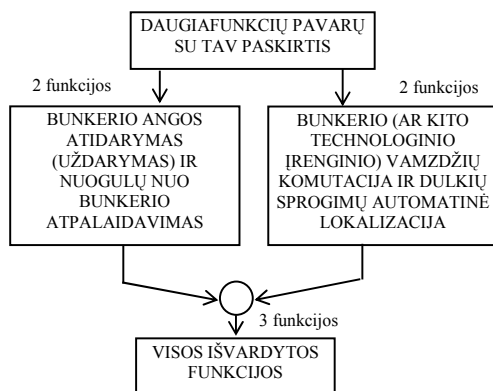 DAUGIAFUNKCIŲ PAVARŲ
SU TAV PASKIRTIS
2 funkcijos
2 funkcijos
BUNKERIO ANGOS
ATIDARYMAS
(UŽDARYMAS) IR
NUOGULŲ NUO
BUNKERIO
ATPALAIDAVIMAS
BUNKERIO (AR KITO
TECHNOLOGINIO
ĮRENGINIO) VAMZDŽIŲ
KOMUTACIJA IR DULKIŲ
SPROGIMŲ AUTOMATINĖ
LOKALIZACIJA
3 funkcijos
VISOS IŠVARDYTOS
FUNKCIJOS